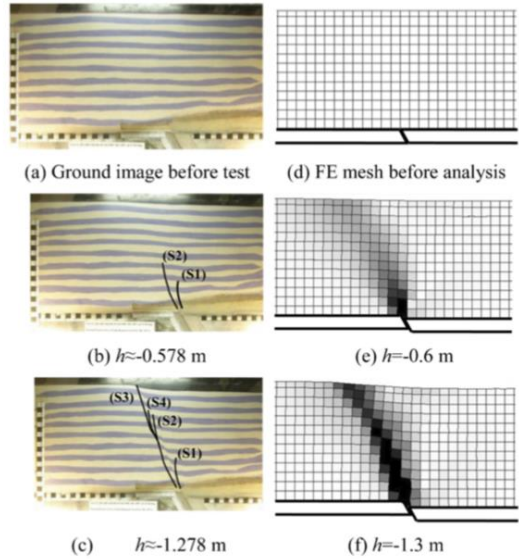 (a) Ground image before test
(d) FE mesh before analysis
(S2)
(S1)
(b) h≈-0.578 m
(e) h=-0.6 m
(S3)
(S4)
(S2)
(S1)
(c) h≈-1.278 m
(f) h=-1.3 m